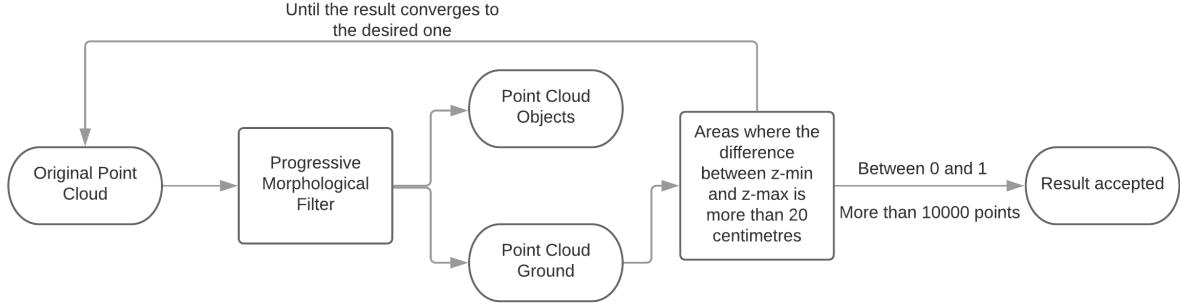 Until the result converges to
the desired one
Original Point
Cloud
Progressive
Morphological
Filter
Point Cloud
Objects
Point Cloud
Ground
Areas where the
difference
between z-min
and z-max is
more than 20
centimetres
Between 0 and 1
More than 10000 points
Result accepted